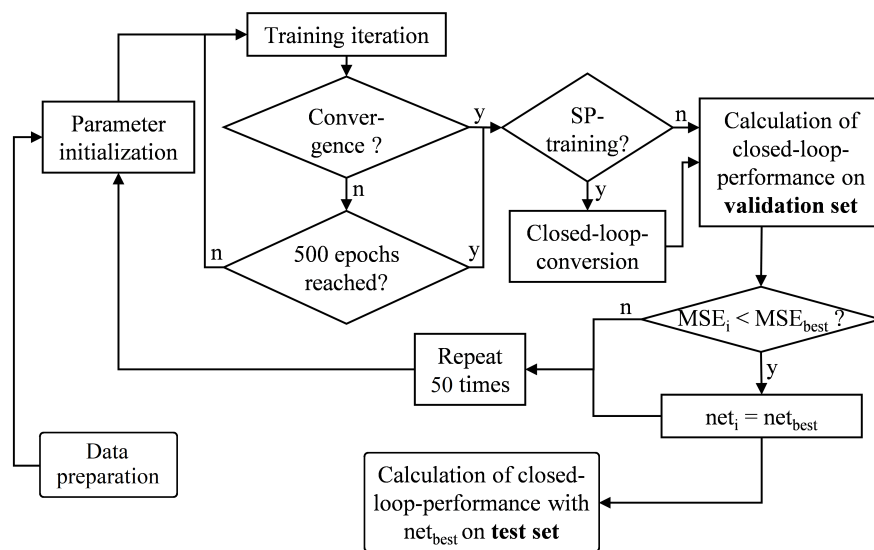 Training iteration
Conver-
gence ?
y
n
500 epochs
reached?
n
y
Parameter
initialization
SP-
training?
n
y
Closed-loop-
conversion
Calculation of
closed-loop-
performance on
validation set
MSEi < MSEbest ?
n
y
neti = netbest
Repeat
50 times
Data
preparation
Calculation of closed-
loop-performance with
netbest on test set